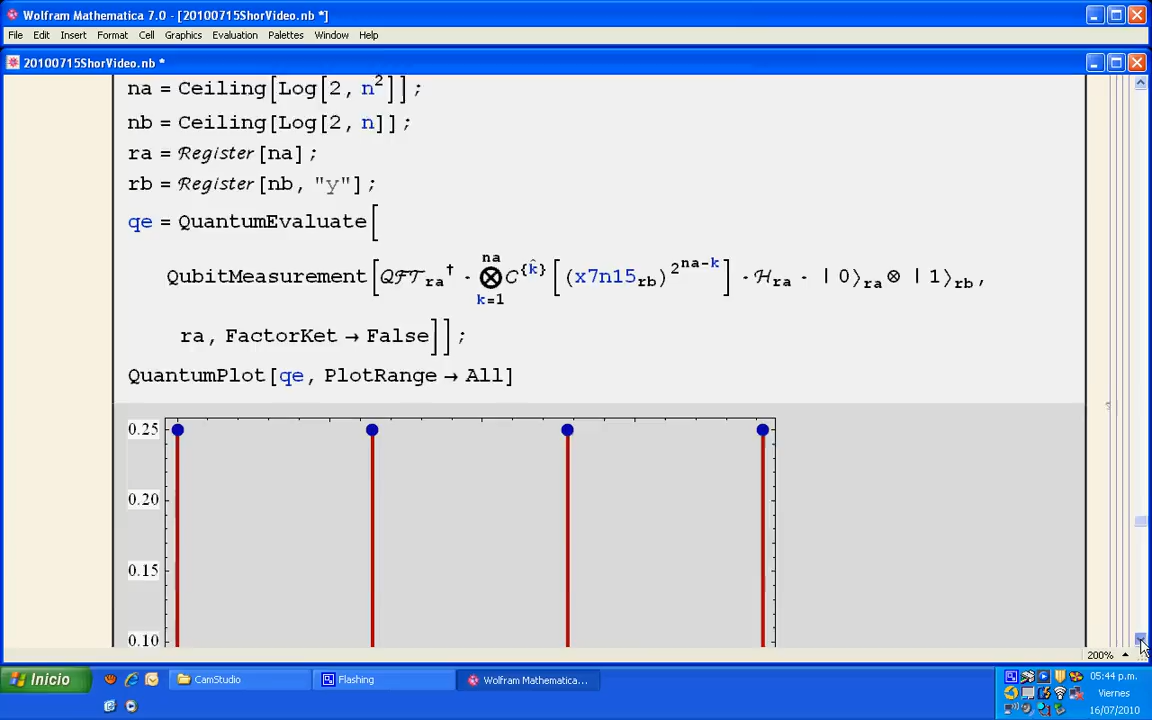 Wolfram Mathematica 7.0 - [20100715ShorVideo.nb *]
File Edit Insert Format Cell Graphics Evaluation Palettes Window Help
20100715ShorVideo.nb *
na = Ceiling[Log[2, n²]];
nb = Ceiling[Log[2, n]];
ra = Register[na];
rb = Register[nb, "y"];
qe = QuantumEvaluate[
QubitMeasurement[𝒬ℱ𝒯ra† · ⨂k=1na 𝒞{k̂}[(x7n15rb)2na-k] · ℋra · | 0⟩ra ⊗ | 1⟩rb,
ra, FactorKet → False]];
QuantumPlot[qe, PlotRange → All]
0.25
0.20
0.15
0.10
200%
Inicio CamStudio Flashing Wolfram Mathematica... 05:44 p.m.
Viernes
16/07/2010